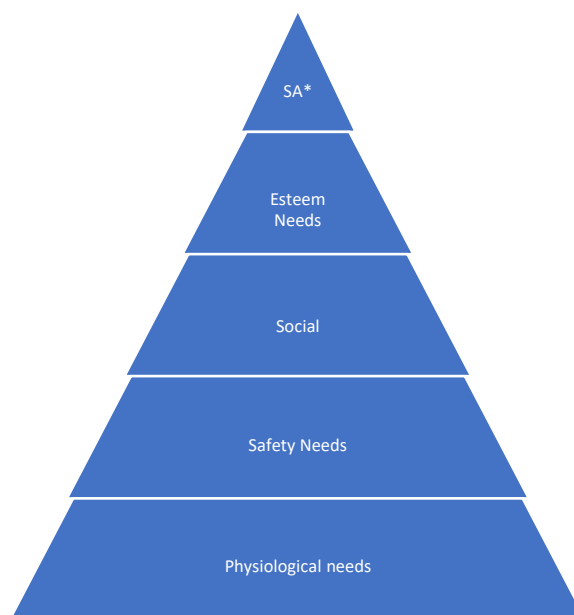 SA*
Esteem
Needs
Social
Safety Needs
Physiological needs